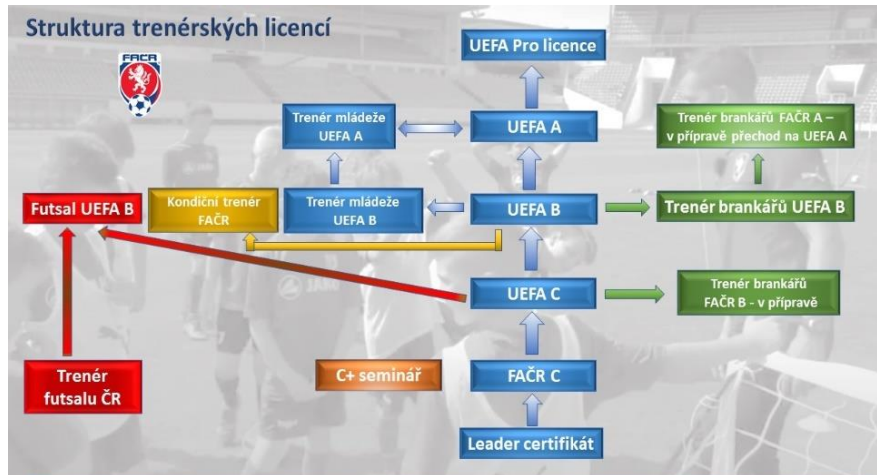 Struktura trenérských licencí
FAČR
UEFA Pro licence
Trenér mládeže
UEFA A
UEFA A
Trenér brankářů FAČR A –
v přípravě přechod na UEFA A
Futsal UEFA B
Kondiční trenér
FAČR
Trenér mládeže
UEFA B
UEFA B
Trenér brankářů UEFA B
UEFA C
Trenér brankářů
FAČR B - v přípravě
Trenér
futsalu ČR
C+ seminář
FAČR C
Leader certifikát